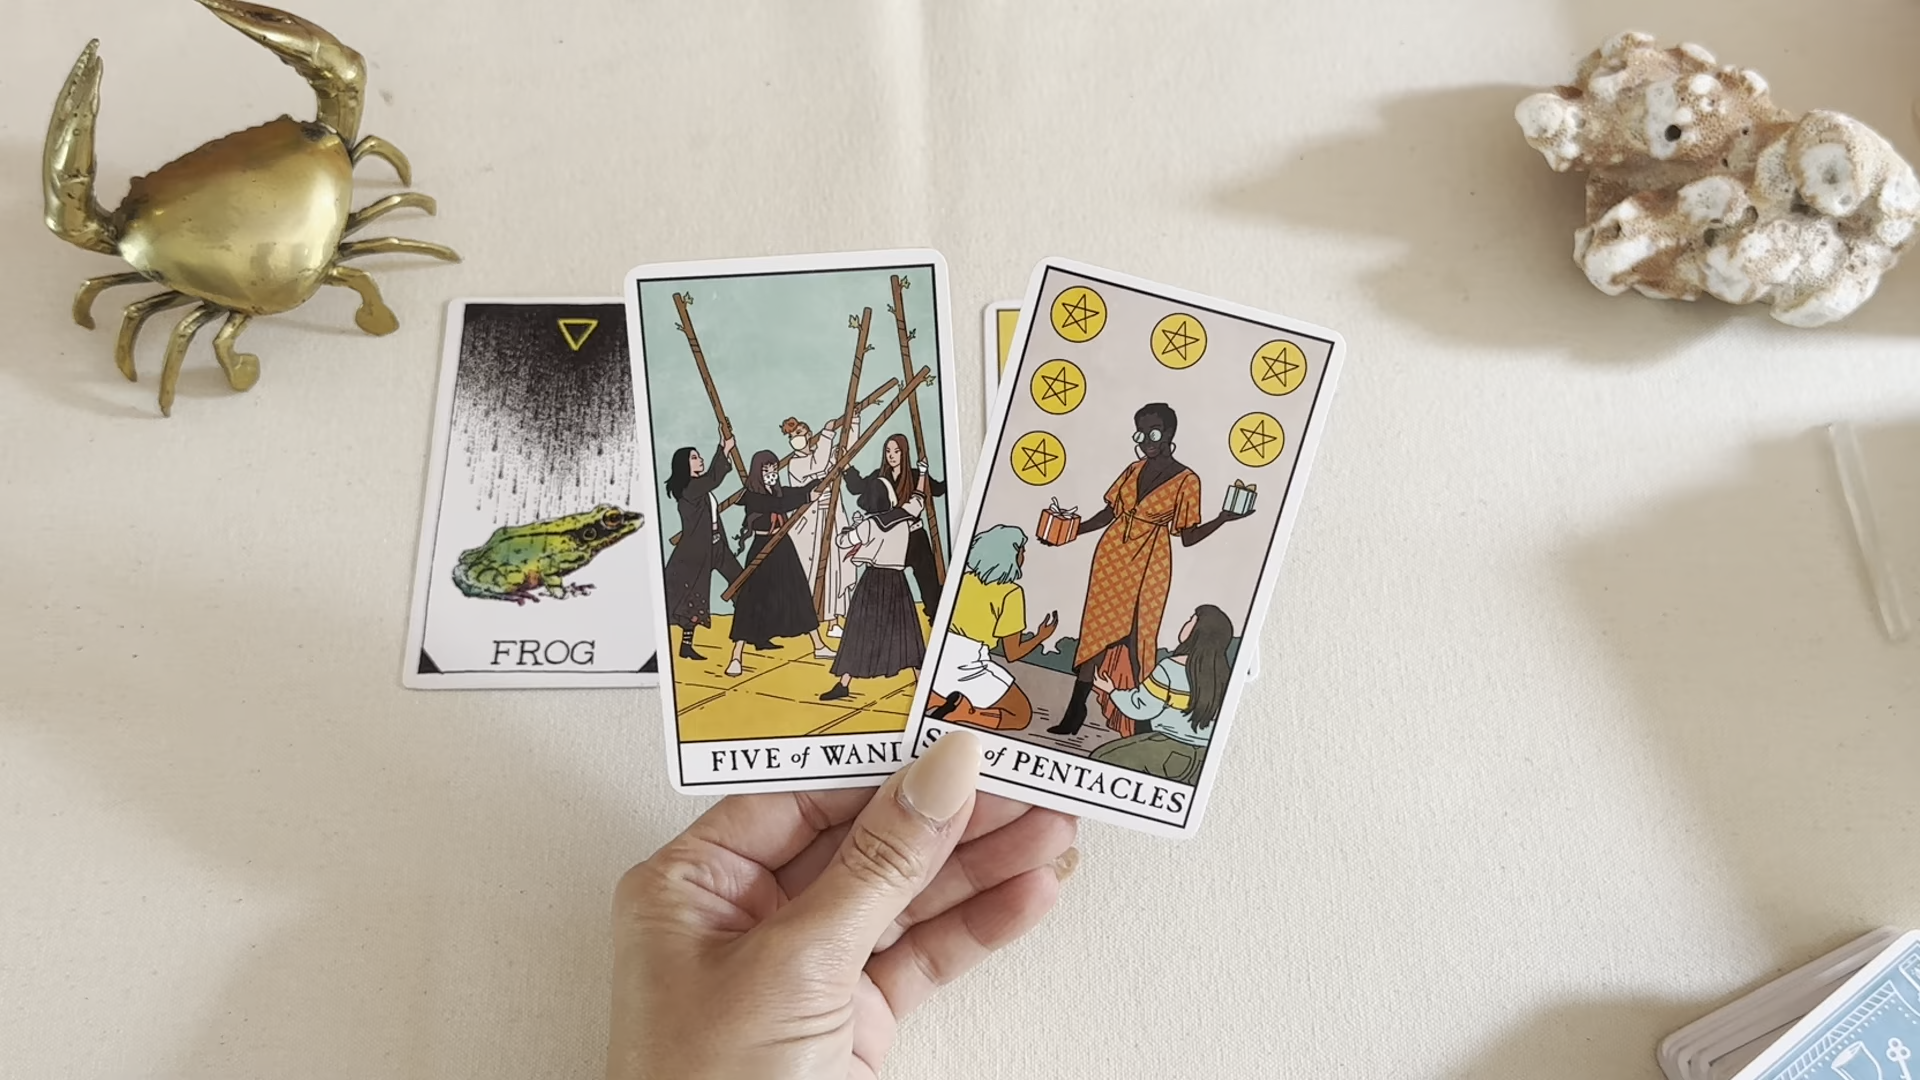 FROG
FIVE of WAND
of PENTACLES